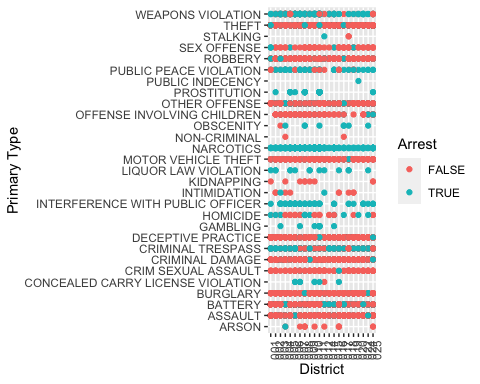 WEAPONS VIOLATION
THEFT
STALKING
SEX OFFENSE
ROBBERY
PUBLIC PEACE VIOLATION
PUBLIC INDECENCY
PROSTITUTION
OTHER OFFENSE
OFFENSE INVOLVING CHILDREN
OBSCENITY
NON-CRIMINAL
NARCOTICS
MOTOR VEHICLE THEFT
LIQUOR LAW VIOLATION
KIDNAPPING
INTIMIDATION
INTERFERENCE WITH PUBLIC OFFICER
HOMICIDE
GAMBLING
DECEPTIVE PRACTICE
CRIMINAL TRESPASS
CRIMINAL DAMAGE
CRIM SEXUAL ASSAULT
CONCEALED CARRY LICENSE VIOLATION
BURGLARY
BATTERY
ASSAULT
ARSON
Primary Type
District
Arrest
FALSE
TRUE